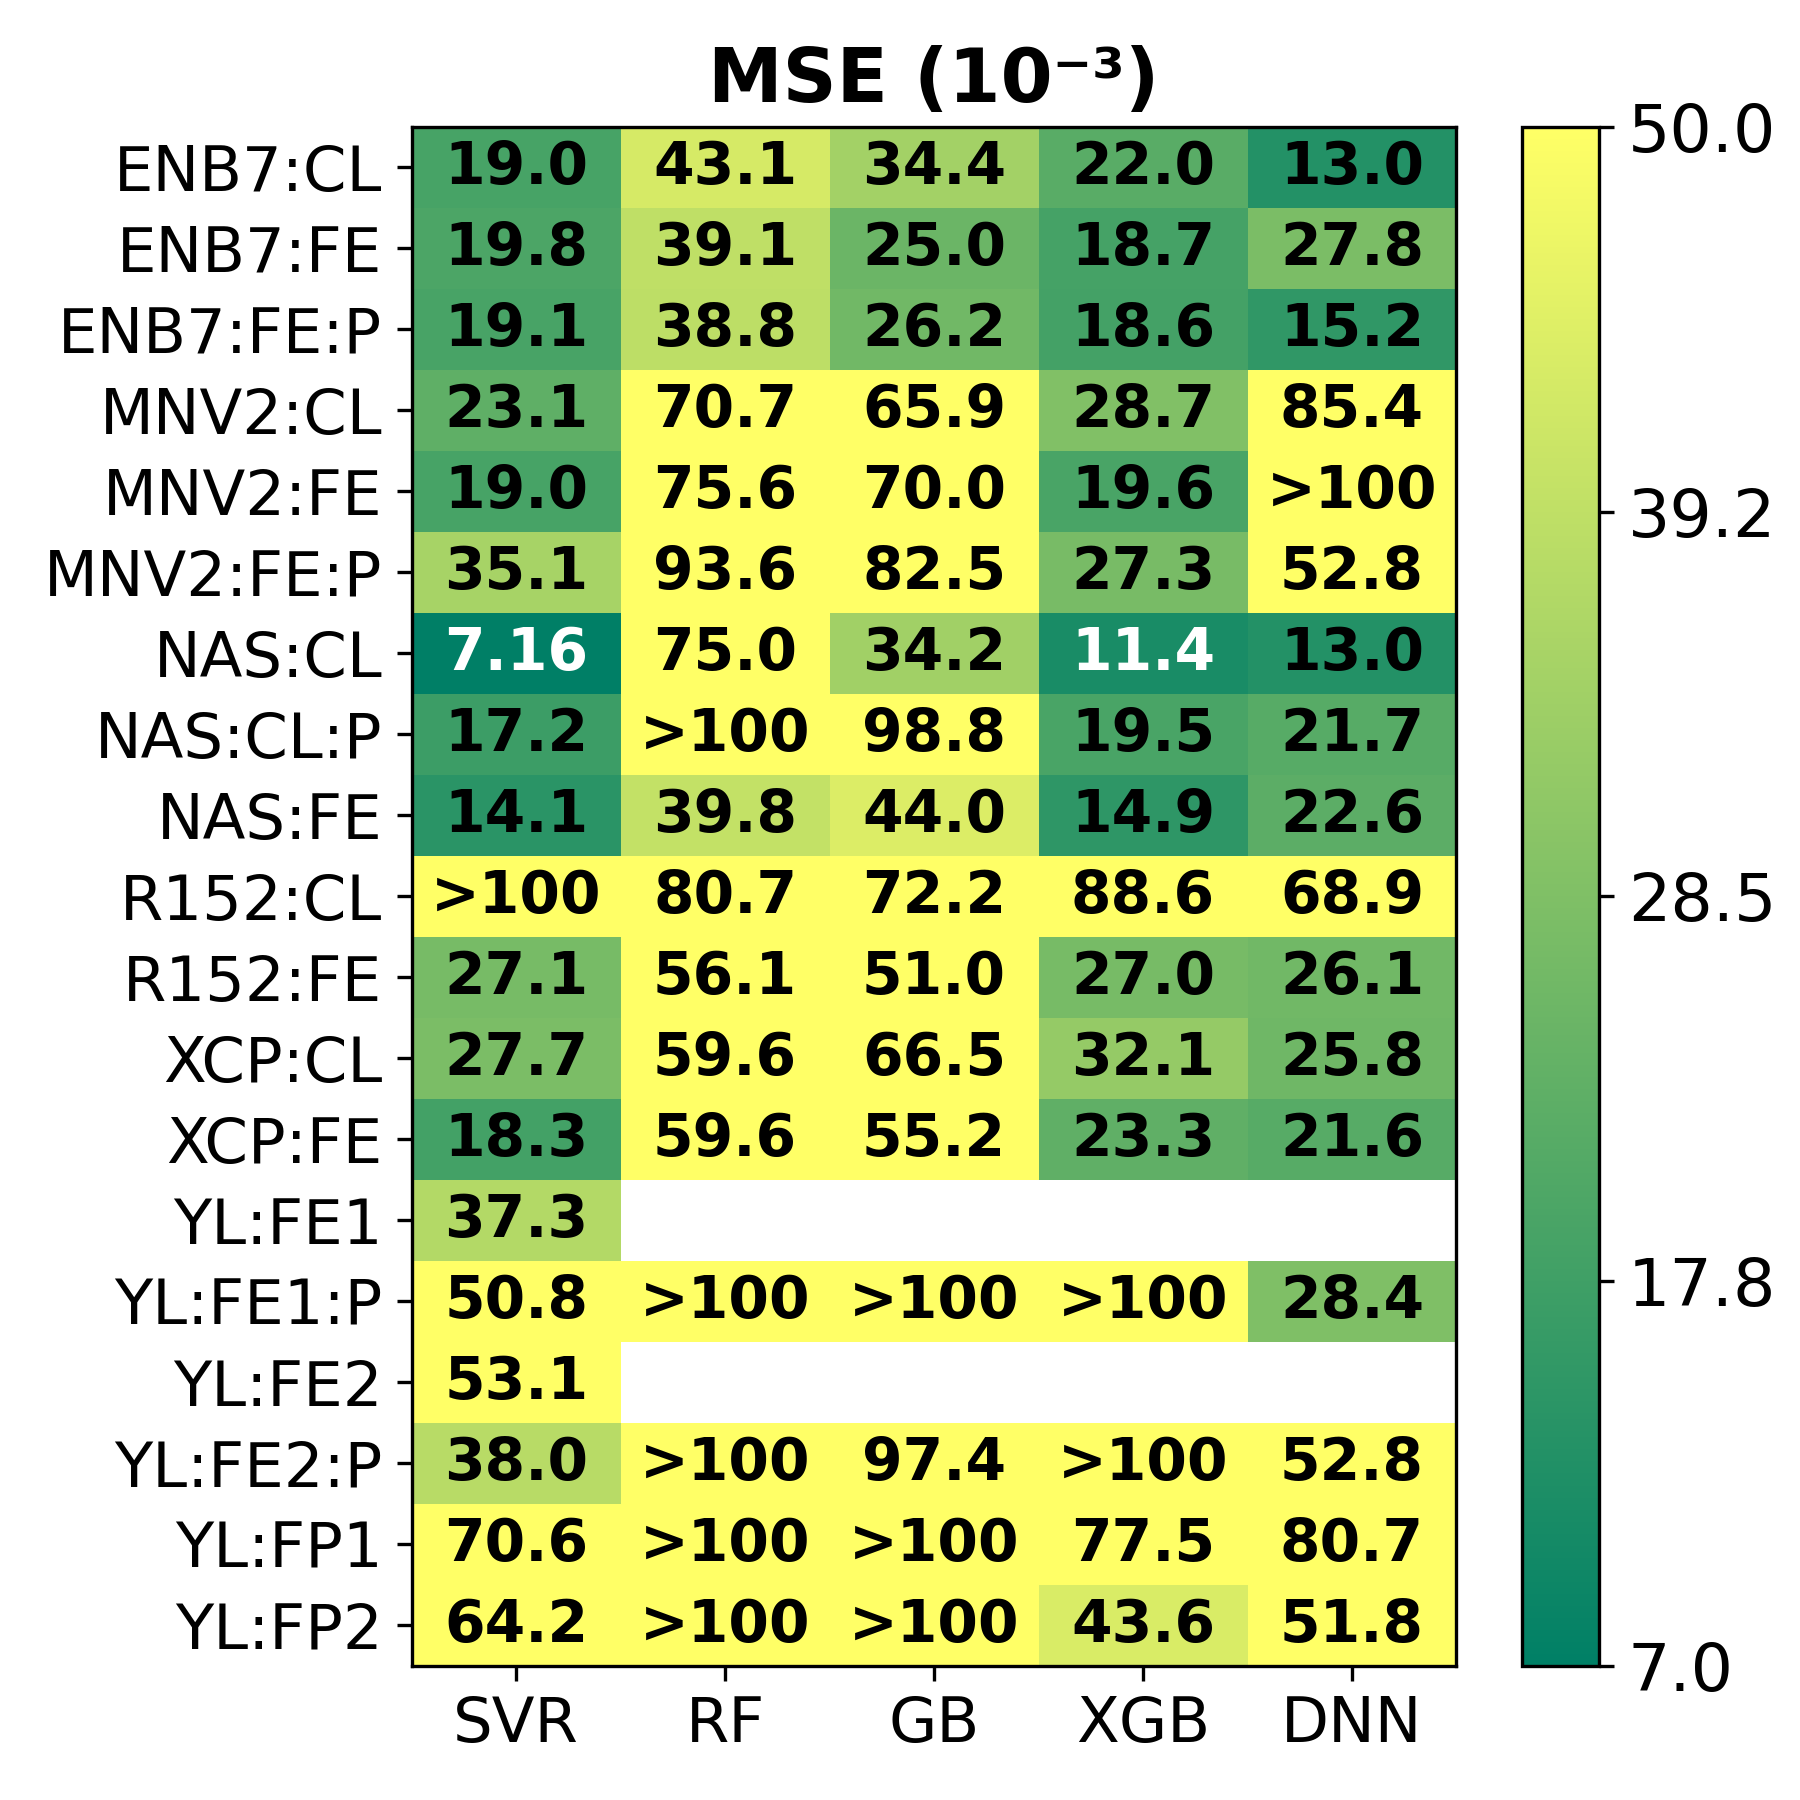 MSE (10⁻³)
ENB7:CL 19.0 43.1 34.4 22.0 13.0
ENB7:FE 19.8 39.1 25.0 18.7 27.8
ENB7:FE:P 19.1 38.8 26.2 18.6 15.2
MNV2:CL 23.1 70.7 65.9 28.7 85.4
MNV2:FE 19.0 75.6 70.0 19.6 >100
MNV2:FE:P 35.1 93.6 82.5 27.3 52.8
NAS:CL 7.16 75.0 34.2 11.4 13.0
NAS:CL:P 17.2 >100 98.8 19.5 21.7
NAS:FE 14.1 39.8 44.0 14.9 22.6
R152:CL >100 80.7 72.2 88.6 68.9
R152:FE 27.1 56.1 51.0 27.0 26.1
XCP:CL 27.7 59.6 66.5 32.1 25.8
XCP:FE 18.3 59.6 55.2 23.3 21.6
YL:FE1 37.3
YL:FE1:P 50.8 >100 >100 >100 28.4
YL:FE2 53.1
YL:FE2:P 38.0 >100 97.4 >100 52.8
YL:FP1 70.6 >100 >100 77.5 80.7
YL:FP2 64.2 >100 >100 43.6 51.8
SVR RF GB XGB DNN
50.0
39.2
28.5
17.8
7.0